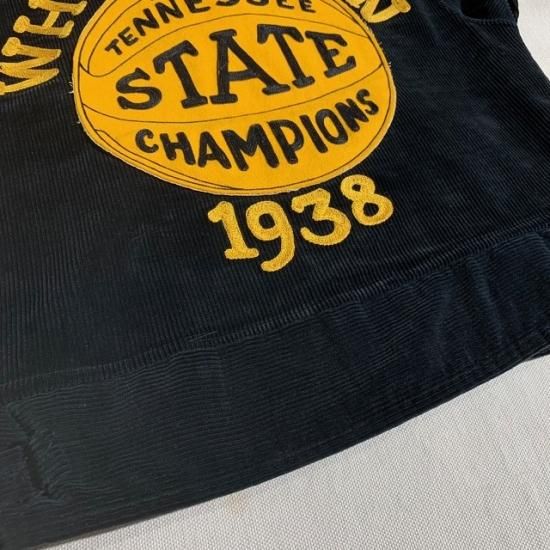 TENNESSEE
STATE
CHAMPIONS
1938